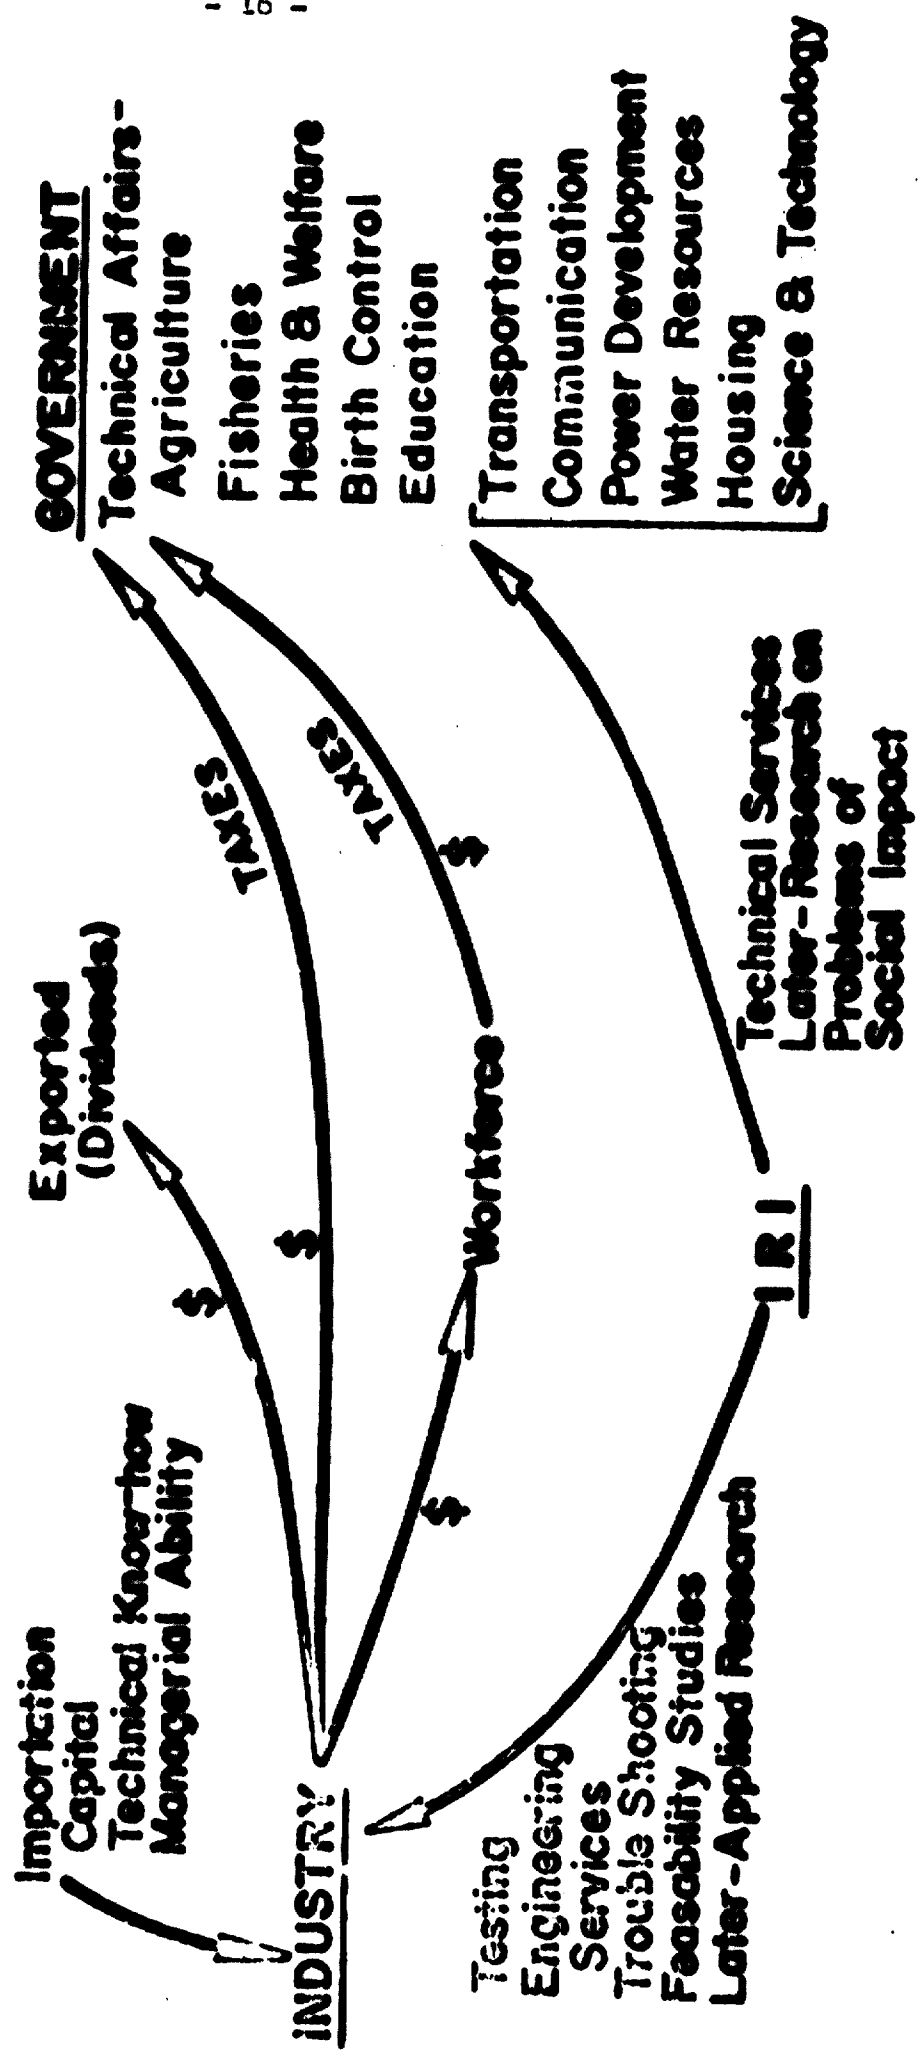 - 16 -
Importation
Capital
Technical Know-how
Managerial Ability
Exported
(Dividends)
GOVERNMENT
Technical Affairs-
Agriculture
Fisheries
Health & Welfare
Birth Control
Education
Transportation
Communication
Power Development
Water Resources
Housing
Science & Technology
$
$
TAXES
TAXES
$
INDUSTRY
$
Workforce
Testing
Engineering
Services
Trouble Shooting
Feasability Studies
Later-Applied Research
IRI
Technical Services
Later-Research on
Problems of
Social Impact